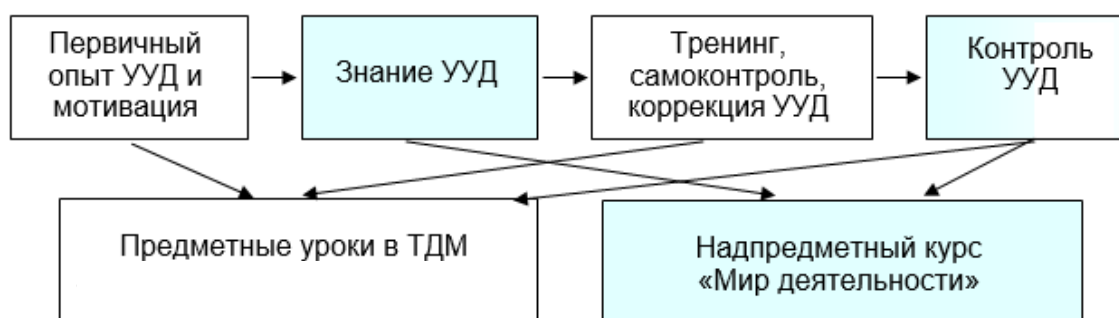 Первичный
опыт УУД и
мотивация
Знание УУД
Тренинг,
самоконтроль,
коррекция УУД
Контроль
УУД
Предметные уроки в ТДМ
Надпредметный курс
«Мир деятельности»